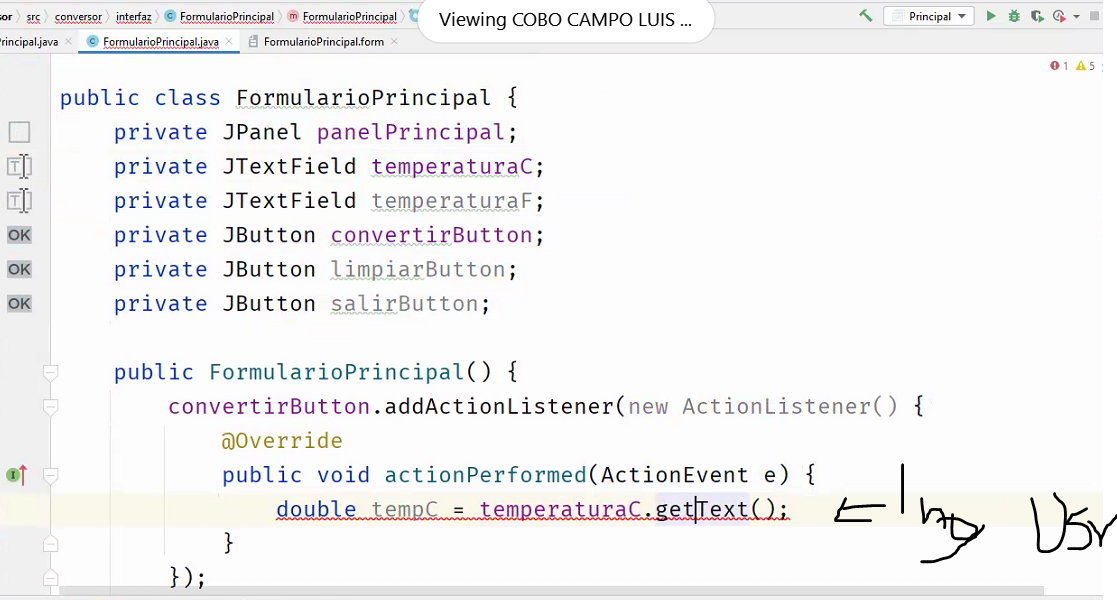 sor src conversor interfaz FormularioPrincipal FormularioPrincipal
Viewing COBO CAMPO LUIS ...
Principal
rincipal.java FormularioPrincipal.java FormularioPrincipal.form
1 5
public class FormularioPrincipal {
private JPanel panelPrincipal;
private JTextField temperaturaC;
private JTextField temperaturaF;
OK private JButton convertirButton;
OK private JButton limpiarButton;
OK private JButton salirButton;
public FormularioPrincipal() {
convertirButton.addActionListener(new ActionListener() {
@Override
public void actionPerformed(ActionEvent e) {
double tempC = temperaturaC.getText();
}
});